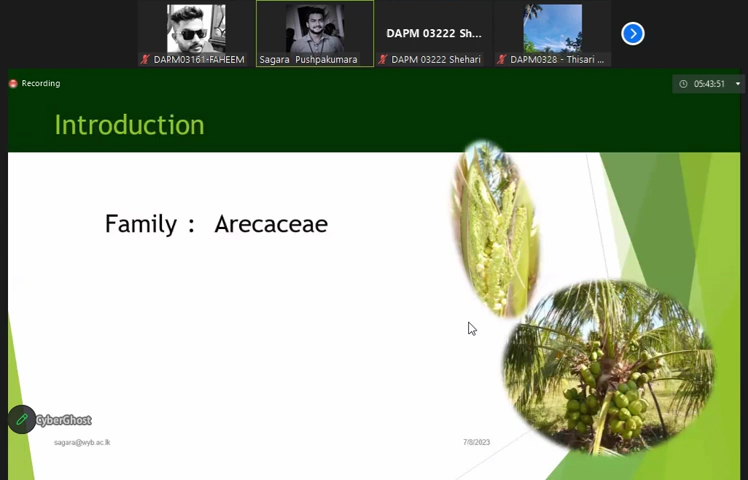 DARM03161-FAHEEM
Sagara Pushpakumara
DAPM 03222 Sh...
DAPM 03222 Shehari
DAPM0328 - Thisari ...
Recording
05:43:51
Introduction
Family : Arecaceae
CyberGhost
sagara@wyb.ac.lk
7/8/2023